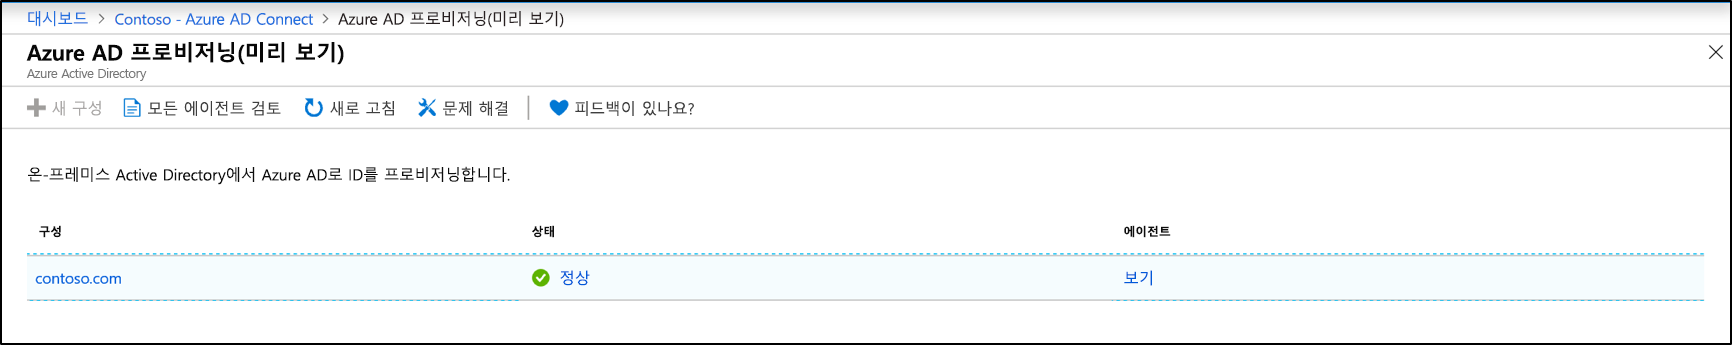 대시보드 > Contoso - Azure AD Connect > Azure AD 프로비저닝(미리 보기)
Azure AD 프로비저닝(미리 보기)
Azure Active Directory
새 구성 모든 에이전트 검토 새로 고침 문제 해결 피드백이 있나요?
온-프레미스 Active Directory에서 Azure AD로 ID를 프로비저닝합니다.
구성 상태 에이전트
contoso.com 정상 보기